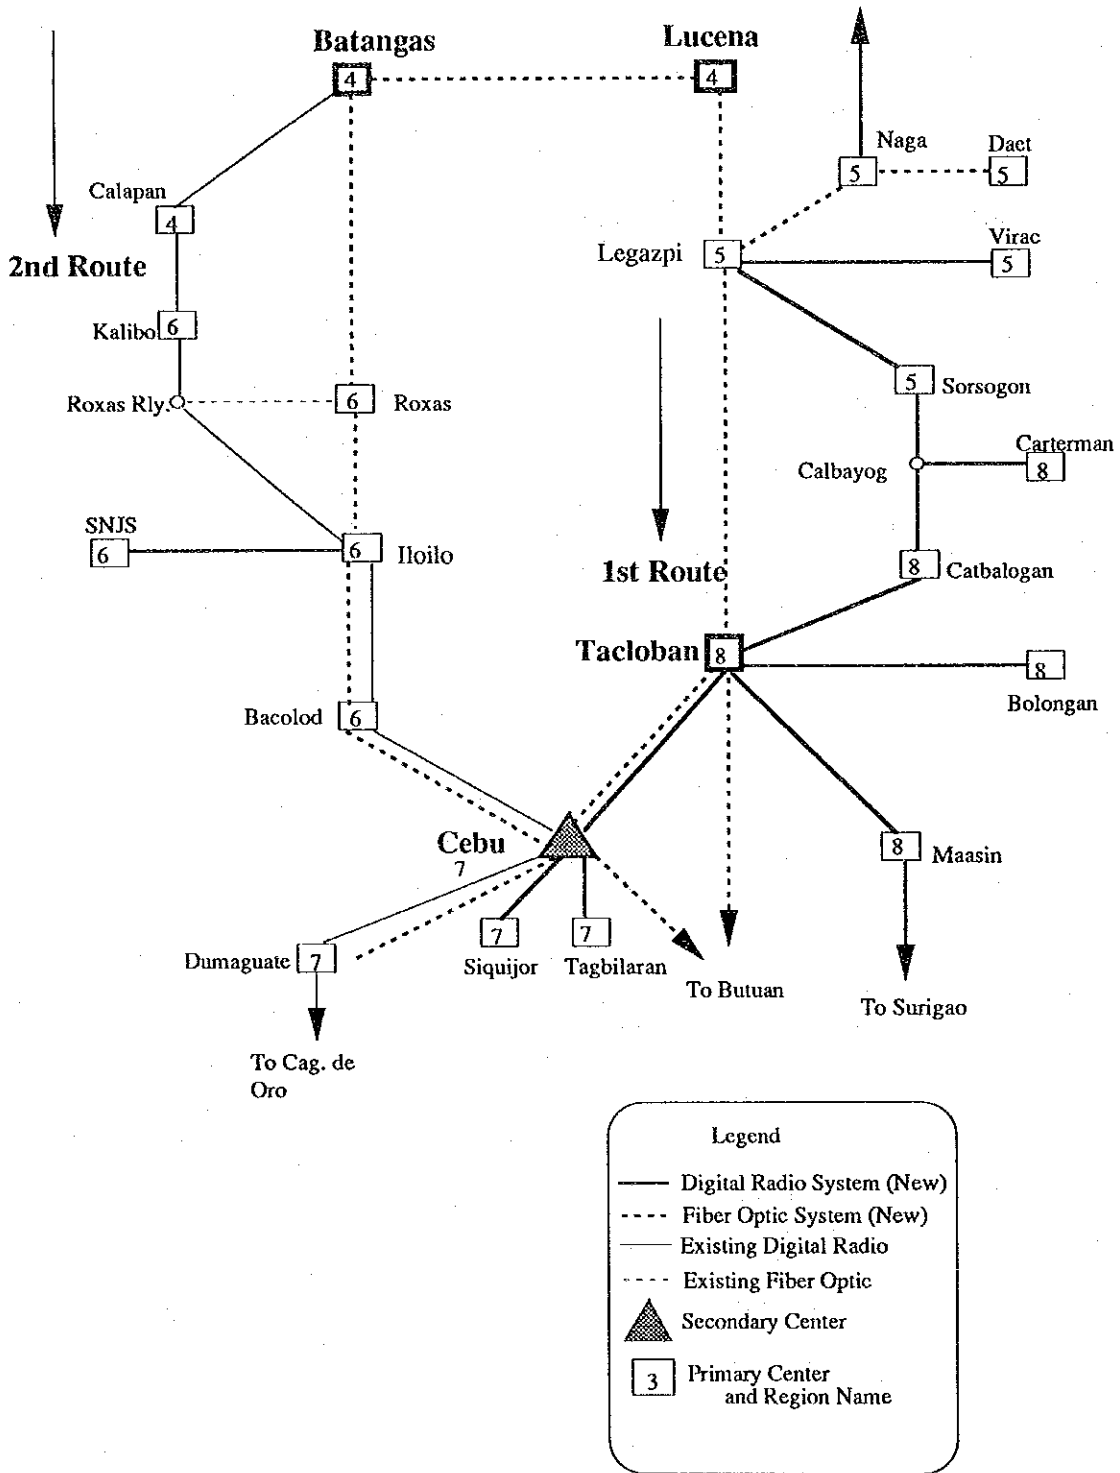 Batangas
Lucena
4
4
Naga
Daet
5
5
Calapan
4
2nd Route
Legazpi
5
Virac
5
Kalibo
6
Roxas Rly.
6
Roxas
5
Sorsogon
Calbayog
Carterman
8
SNJS
6
6
Iloilo
1st Route
8
Catbalogan
Tacloban
8
8
Bolongan
Bacolod
6
Cebu
7
8
Maasin
Dumaguate
7
7
Siquijor
7
Tagbilaran
To Butuan
To Surigao
To Cag. de
Oro
Legend
Digital Radio System (New)
Fiber Optic System (New)
Existing Digital Radio
Existing Fiber Optic
Secondary Center
3
Primary Center
and Region Name